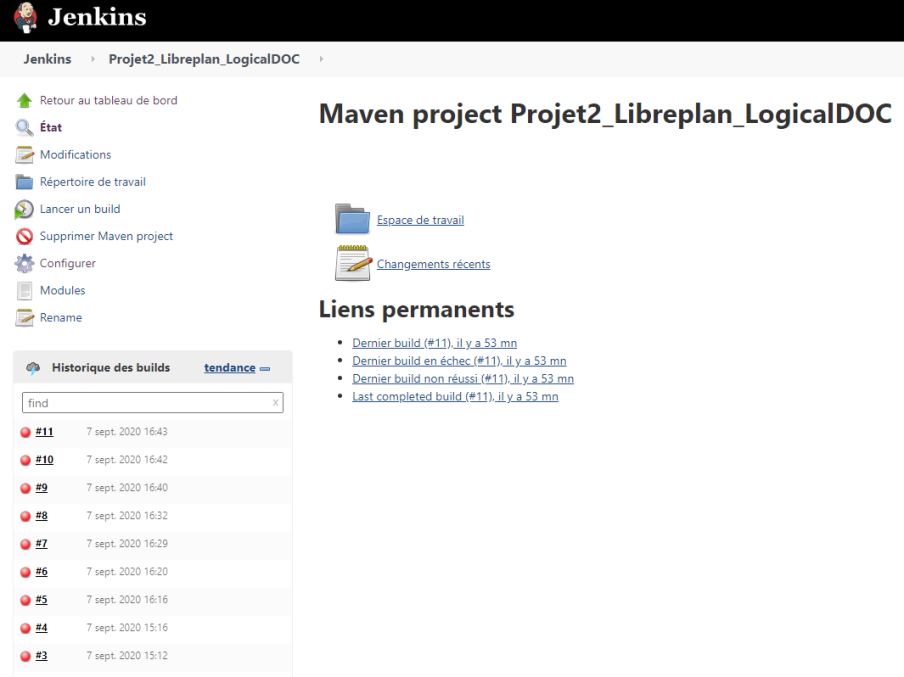 Jenkins
Jenkins
Projet2_Libreplan_LogicalDOC
Retour au tableau de bord
État
Modifications
Répertoire de travail
Lancer un build
Supprimer Maven project
Configurer
Modules
Rename
Historique des builds
tendance
find
x
#11 7 sept. 2020 16:43
#10 7 sept. 2020 16:42
#9 7 sept. 2020 16:40
#8 7 sept. 2020 16:32
#7 7 sept. 2020 16:29
#6 7 sept. 2020 16:20
#5 7 sept. 2020 16:16
#4 7 sept. 2020 15:16
#3 7 sept. 2020 15:12
Maven project Projet2_Libreplan_LogicalDOC
Espace de travail
Changements récents
Liens permanents
Dernier build (#11), il y a 53 mn
Dernier build en échec (#11), il y a 53 mn
Dernier build non réussi (#11), il y a 53 mn
Last completed build (#11), il y a 53 mn